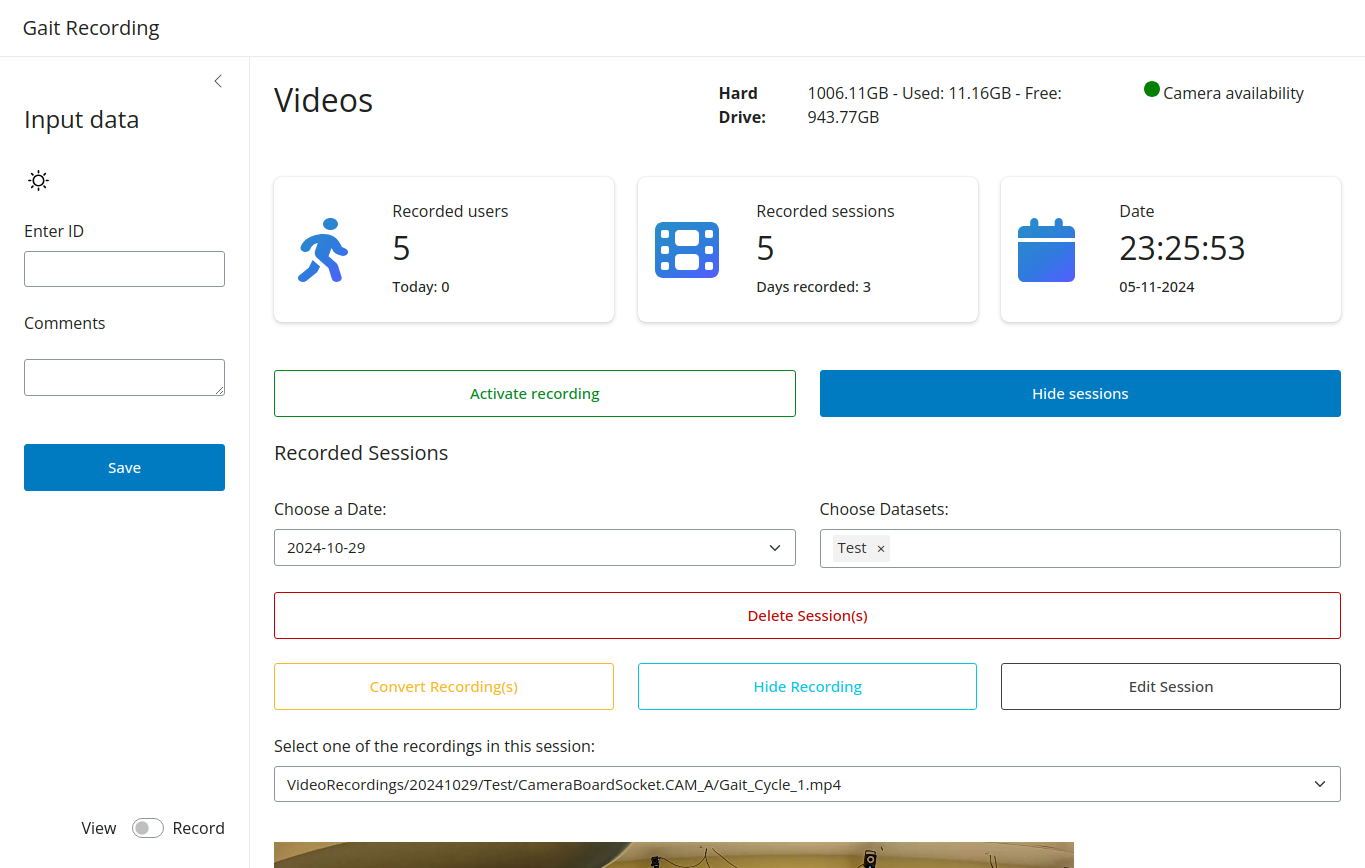 Gait Recording
Input data
Enter ID
Comments
Save
View Record
Videos
Hard Drive:
1006.11GB - Used: 11.16GB - Free:
943.77GB
Camera availability
Recorded users
5
Today: 0
Recorded sessions
5
Days recorded: 3
Date
23:25:53
05-11-2024
Activate recording
Hide sessions
Recorded Sessions
Choose a Date:
2024-10-29
Choose Datasets:
Test ×
Delete Session(s)
Convert Recording(s)
Hide Recording
Edit Session
Select one of the recordings in this session:
VideoRecordings/20241029/Test/CameraBoardSocket.CAM_A/Gait_Cycle_1.mp4